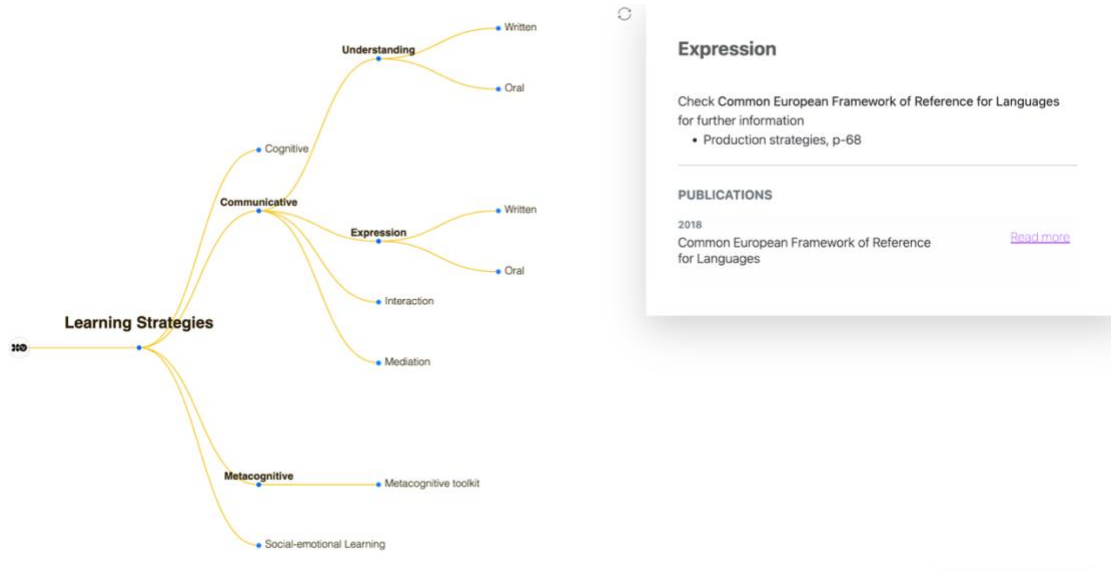 Written
Understanding
Oral
Cognitive
Communicative
Written
Expression
Oral
Interaction
Learning Strategies
Mediation
Metacognitive
Metacognitive toolkit
Social-emotional Learning
Expression
Check Common European Framework of Reference for Languages
for further information
• Production strategies, p-68
PUBLICATIONS
2018
Common European Framework of Reference
for Languages
Read more